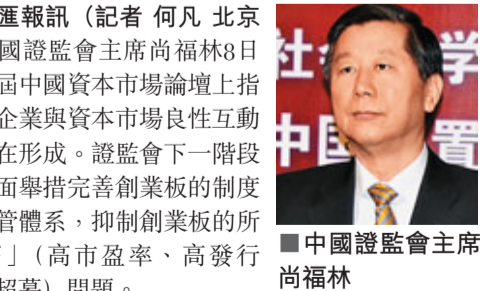 匯報訊（記者 何凡 北京
國證監會主席尚福林8日
屆中國資本市場論壇上指
企業與資本市場良性互動
在形成。證監會下一階段
面舉措完善創業板的制度
管體系，抑制創業板的所
」（高市盈率、高發行
超募）問題。
社 學
中國 置
■中國證監會主席
尚福林